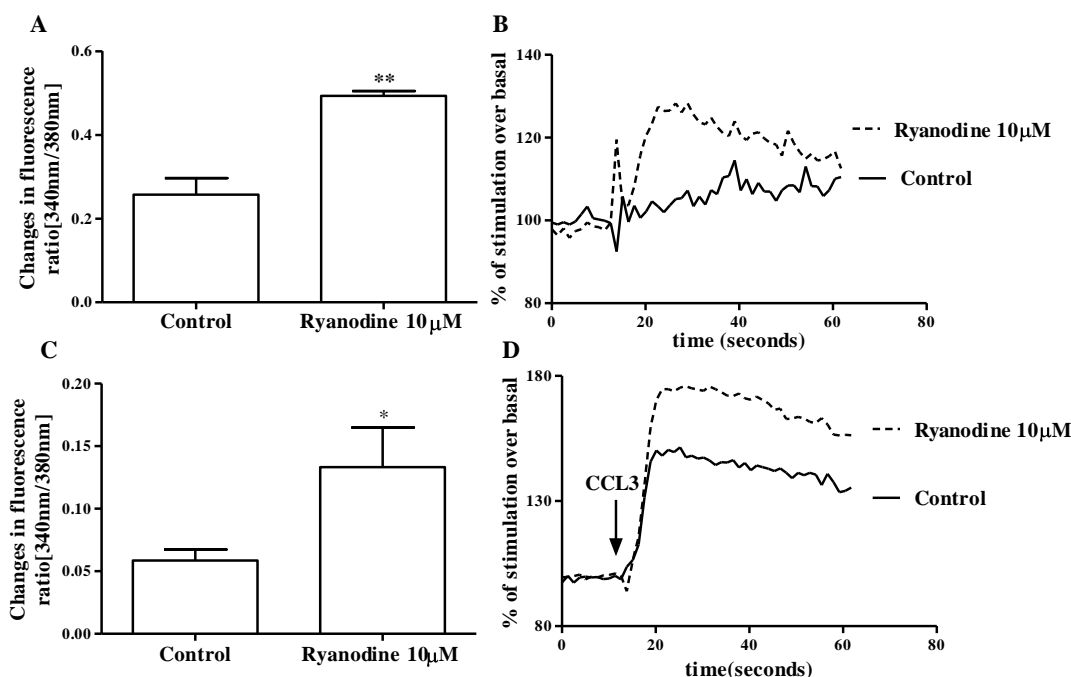 A
Changes in fluorescence
ratio[340nm/380nm]
0.6
0.4
0.2
0.0
**
Control
Ryanodine 10μM
B
% of stimulation over basal
140
120
100
80
0
20
40
60
80
time (seconds)
Ryanodine 10μM
Control
C
Changes in fluorescence
ratio[340nm/380nm]
0.20
0.15
0.10
0.05
0.00
*
Control
Ryanodine 10μM
D
% of stimulation over basal
180
130
80
CCL3
0
20
40
60
80
time(seconds)
Ryanodine 10μM
Control